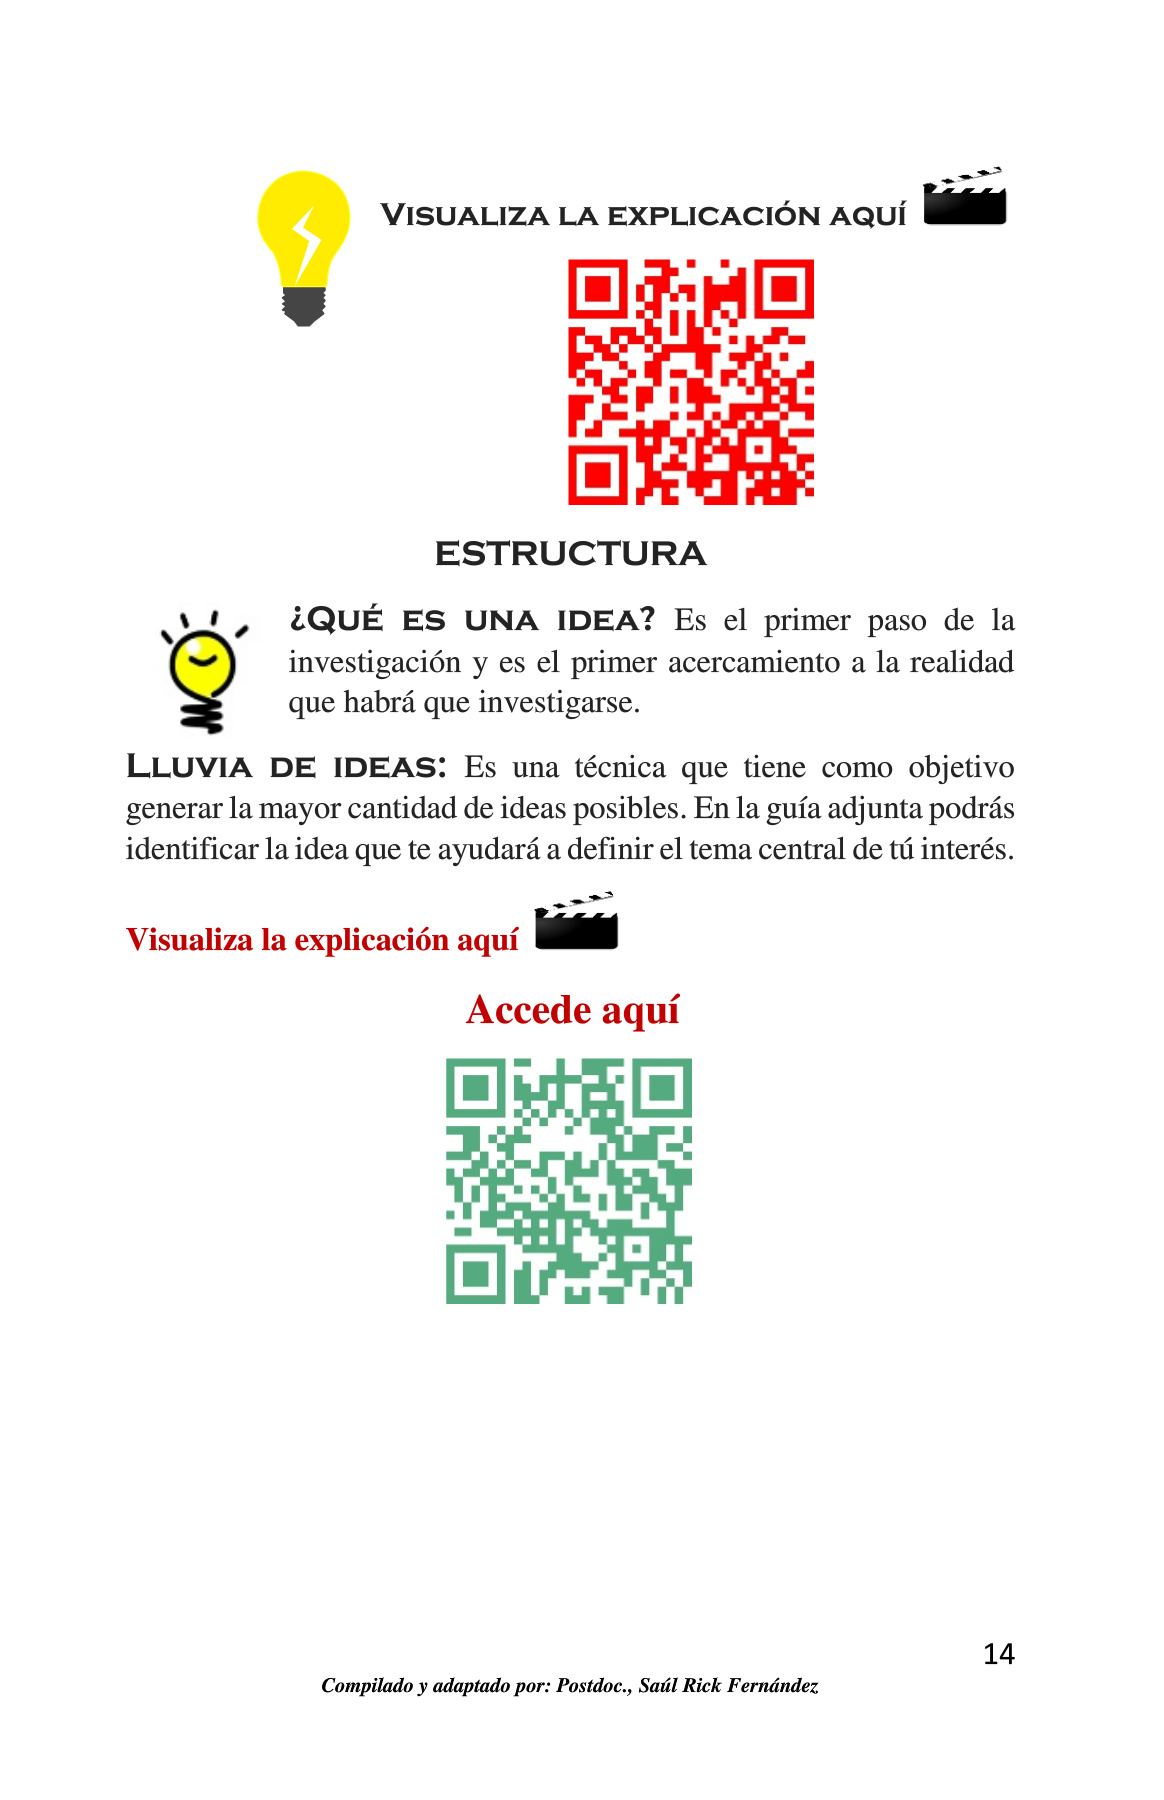 Visualiza la explicación aquí
ESTRUCTURA
¿Qué es una idea? Es el primer paso de la
investigación y es el primer acercamiento a la realidad
que habrá que investigarse.
Lluvia de ideas: Es una técnica que tiene como objetivo
generar la mayor cantidad de ideas posibles. En la guía adjunta podrás
identificar la idea que te ayudará a definir el tema central de tú interés.
Visualiza la explicación aquí
Accede aquí
14
Compilado y adaptado por: Postdoc., Saúl Rick Fernández